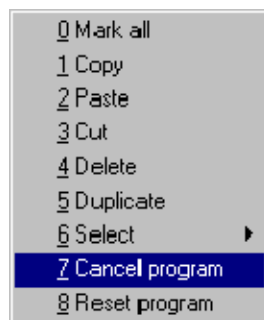 0 Mark all
1 Copy
2 Paste
3 Cut
4 Delete
5 Duplicate
6 Select
7 Cancel program
8 Reset program